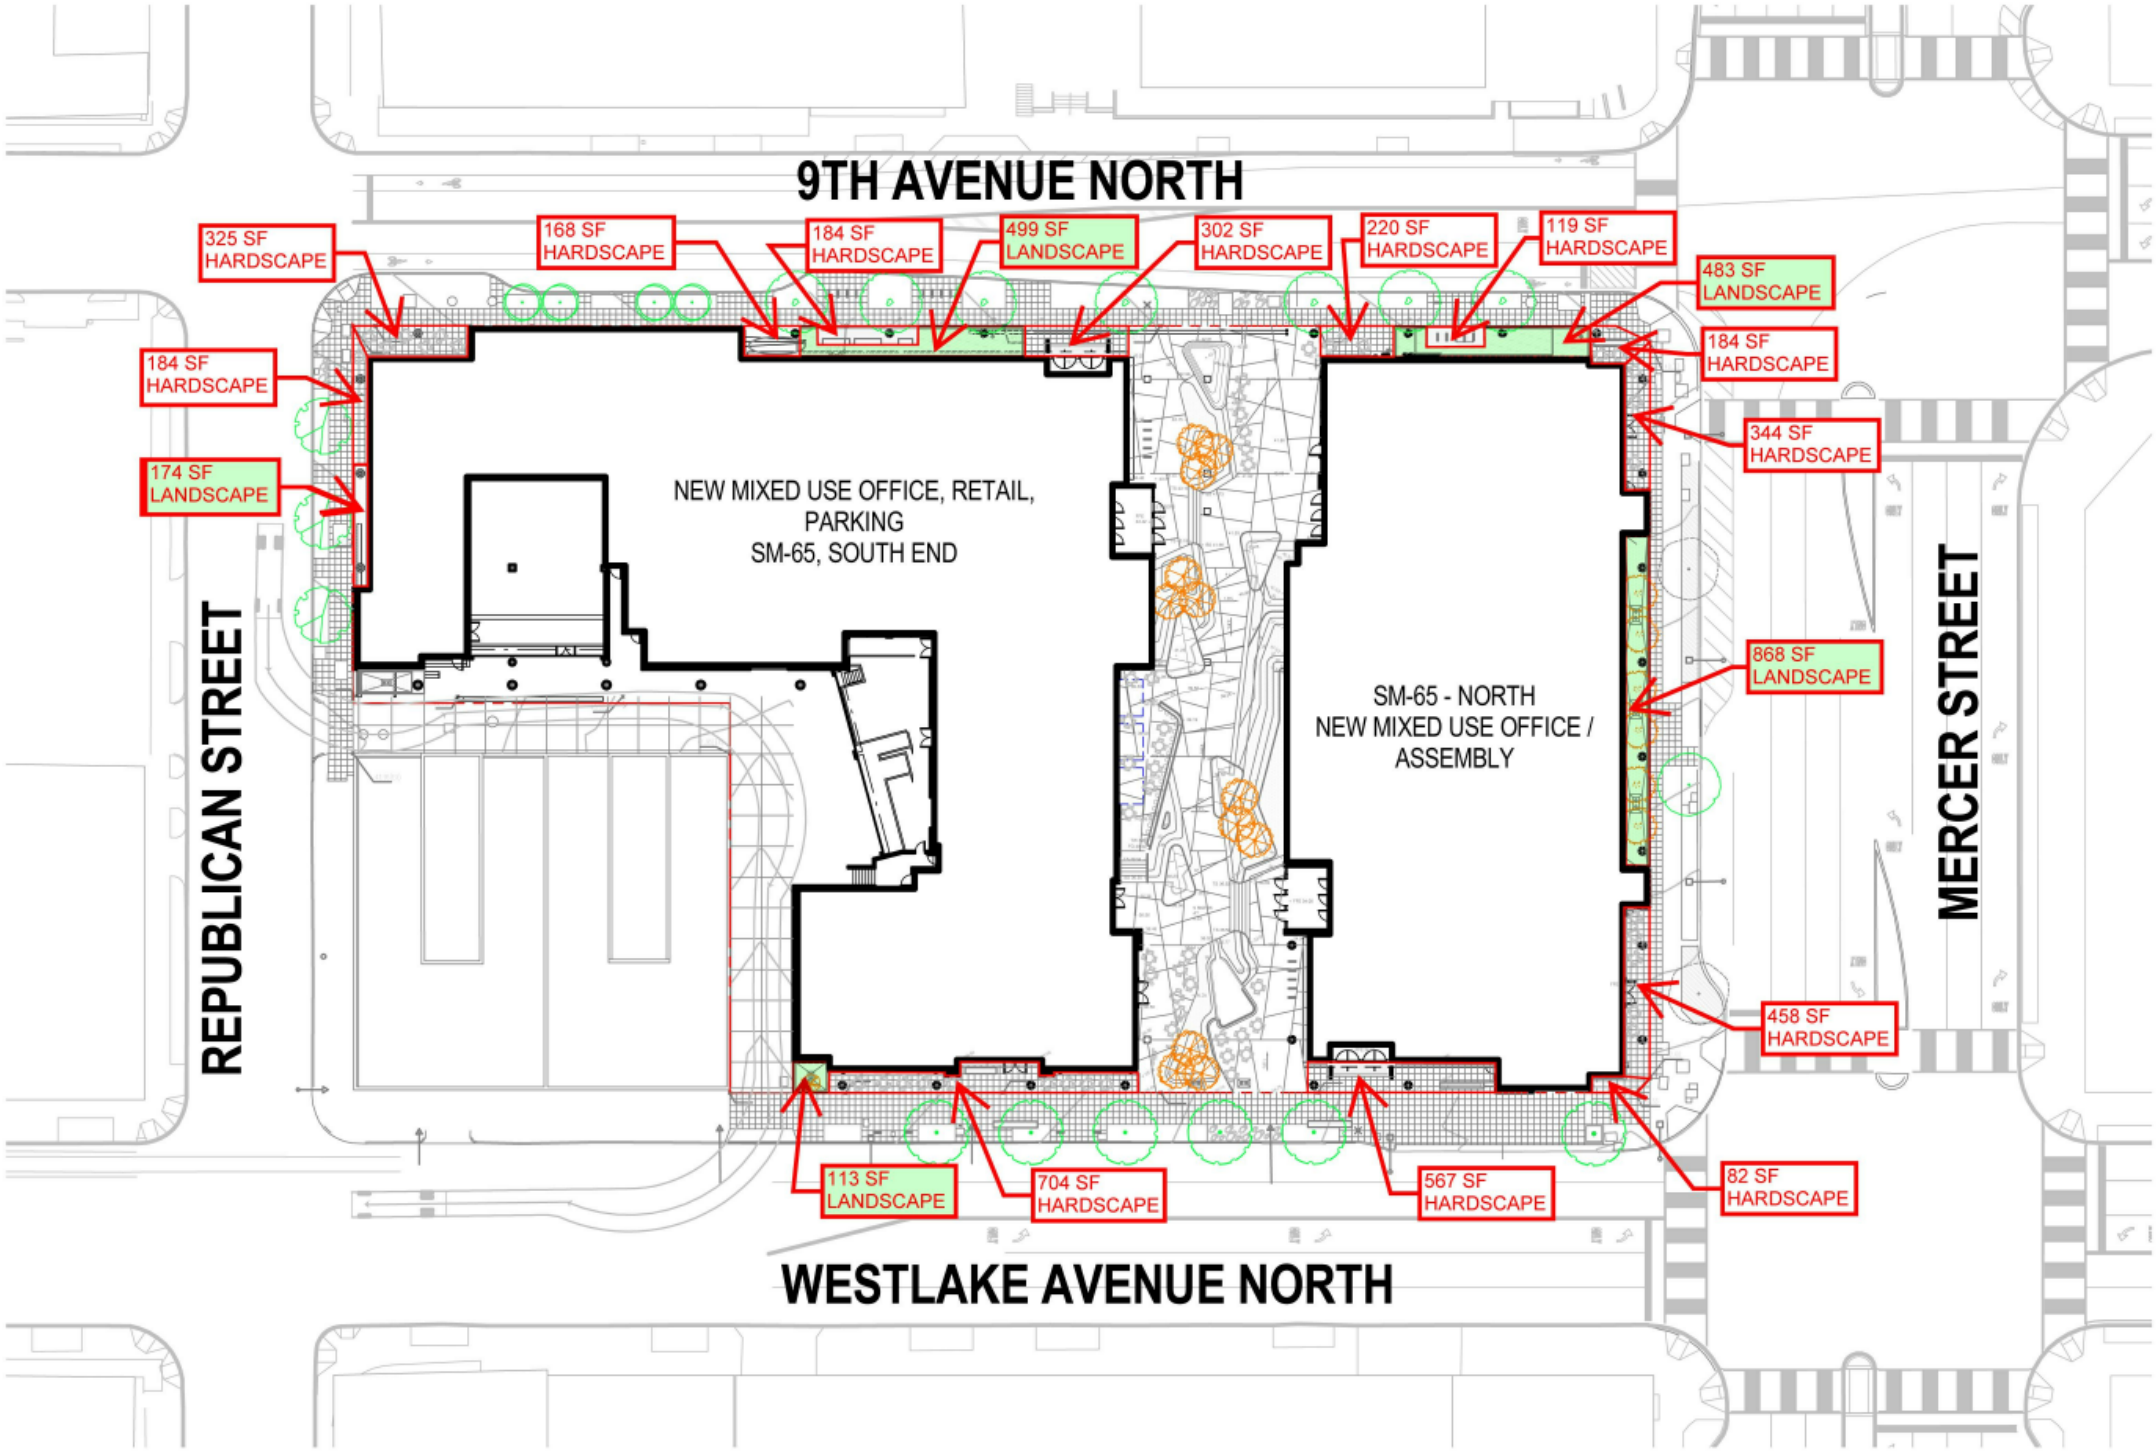 9TH AVENUE NORTH
325 SF
HARDSCAPE
168 SF
HARDSCAPE
184 SF
HARDSCAPE
499 SF
LANDSCAPE
302 SF
HARDSCAPE
220 SF
HARDSCAPE
119 SF
HARDSCAPE
483 SF
LANDSCAPE
184 SF
HARDSCAPE
184 SF
HARDSCAPE
344 SF
HARDSCAPE
174 SF
LANDSCAPE
NEW MIXED USE OFFICE, RETAIL,
PARKING
SM-65, SOUTH END
REPUBLICAN STREET
SM-65 - NORTH
NEW MIXED USE OFFICE /
ASSEMBLY
868 SF
LANDSCAPE
MERCER STREET
458 SF
HARDSCAPE
113 SF
LANDSCAPE
704 SF
HARDSCAPE
567 SF
HARDSCAPE
82 SF
HARDSCAPE
WESTLAKE AVENUE NORTH